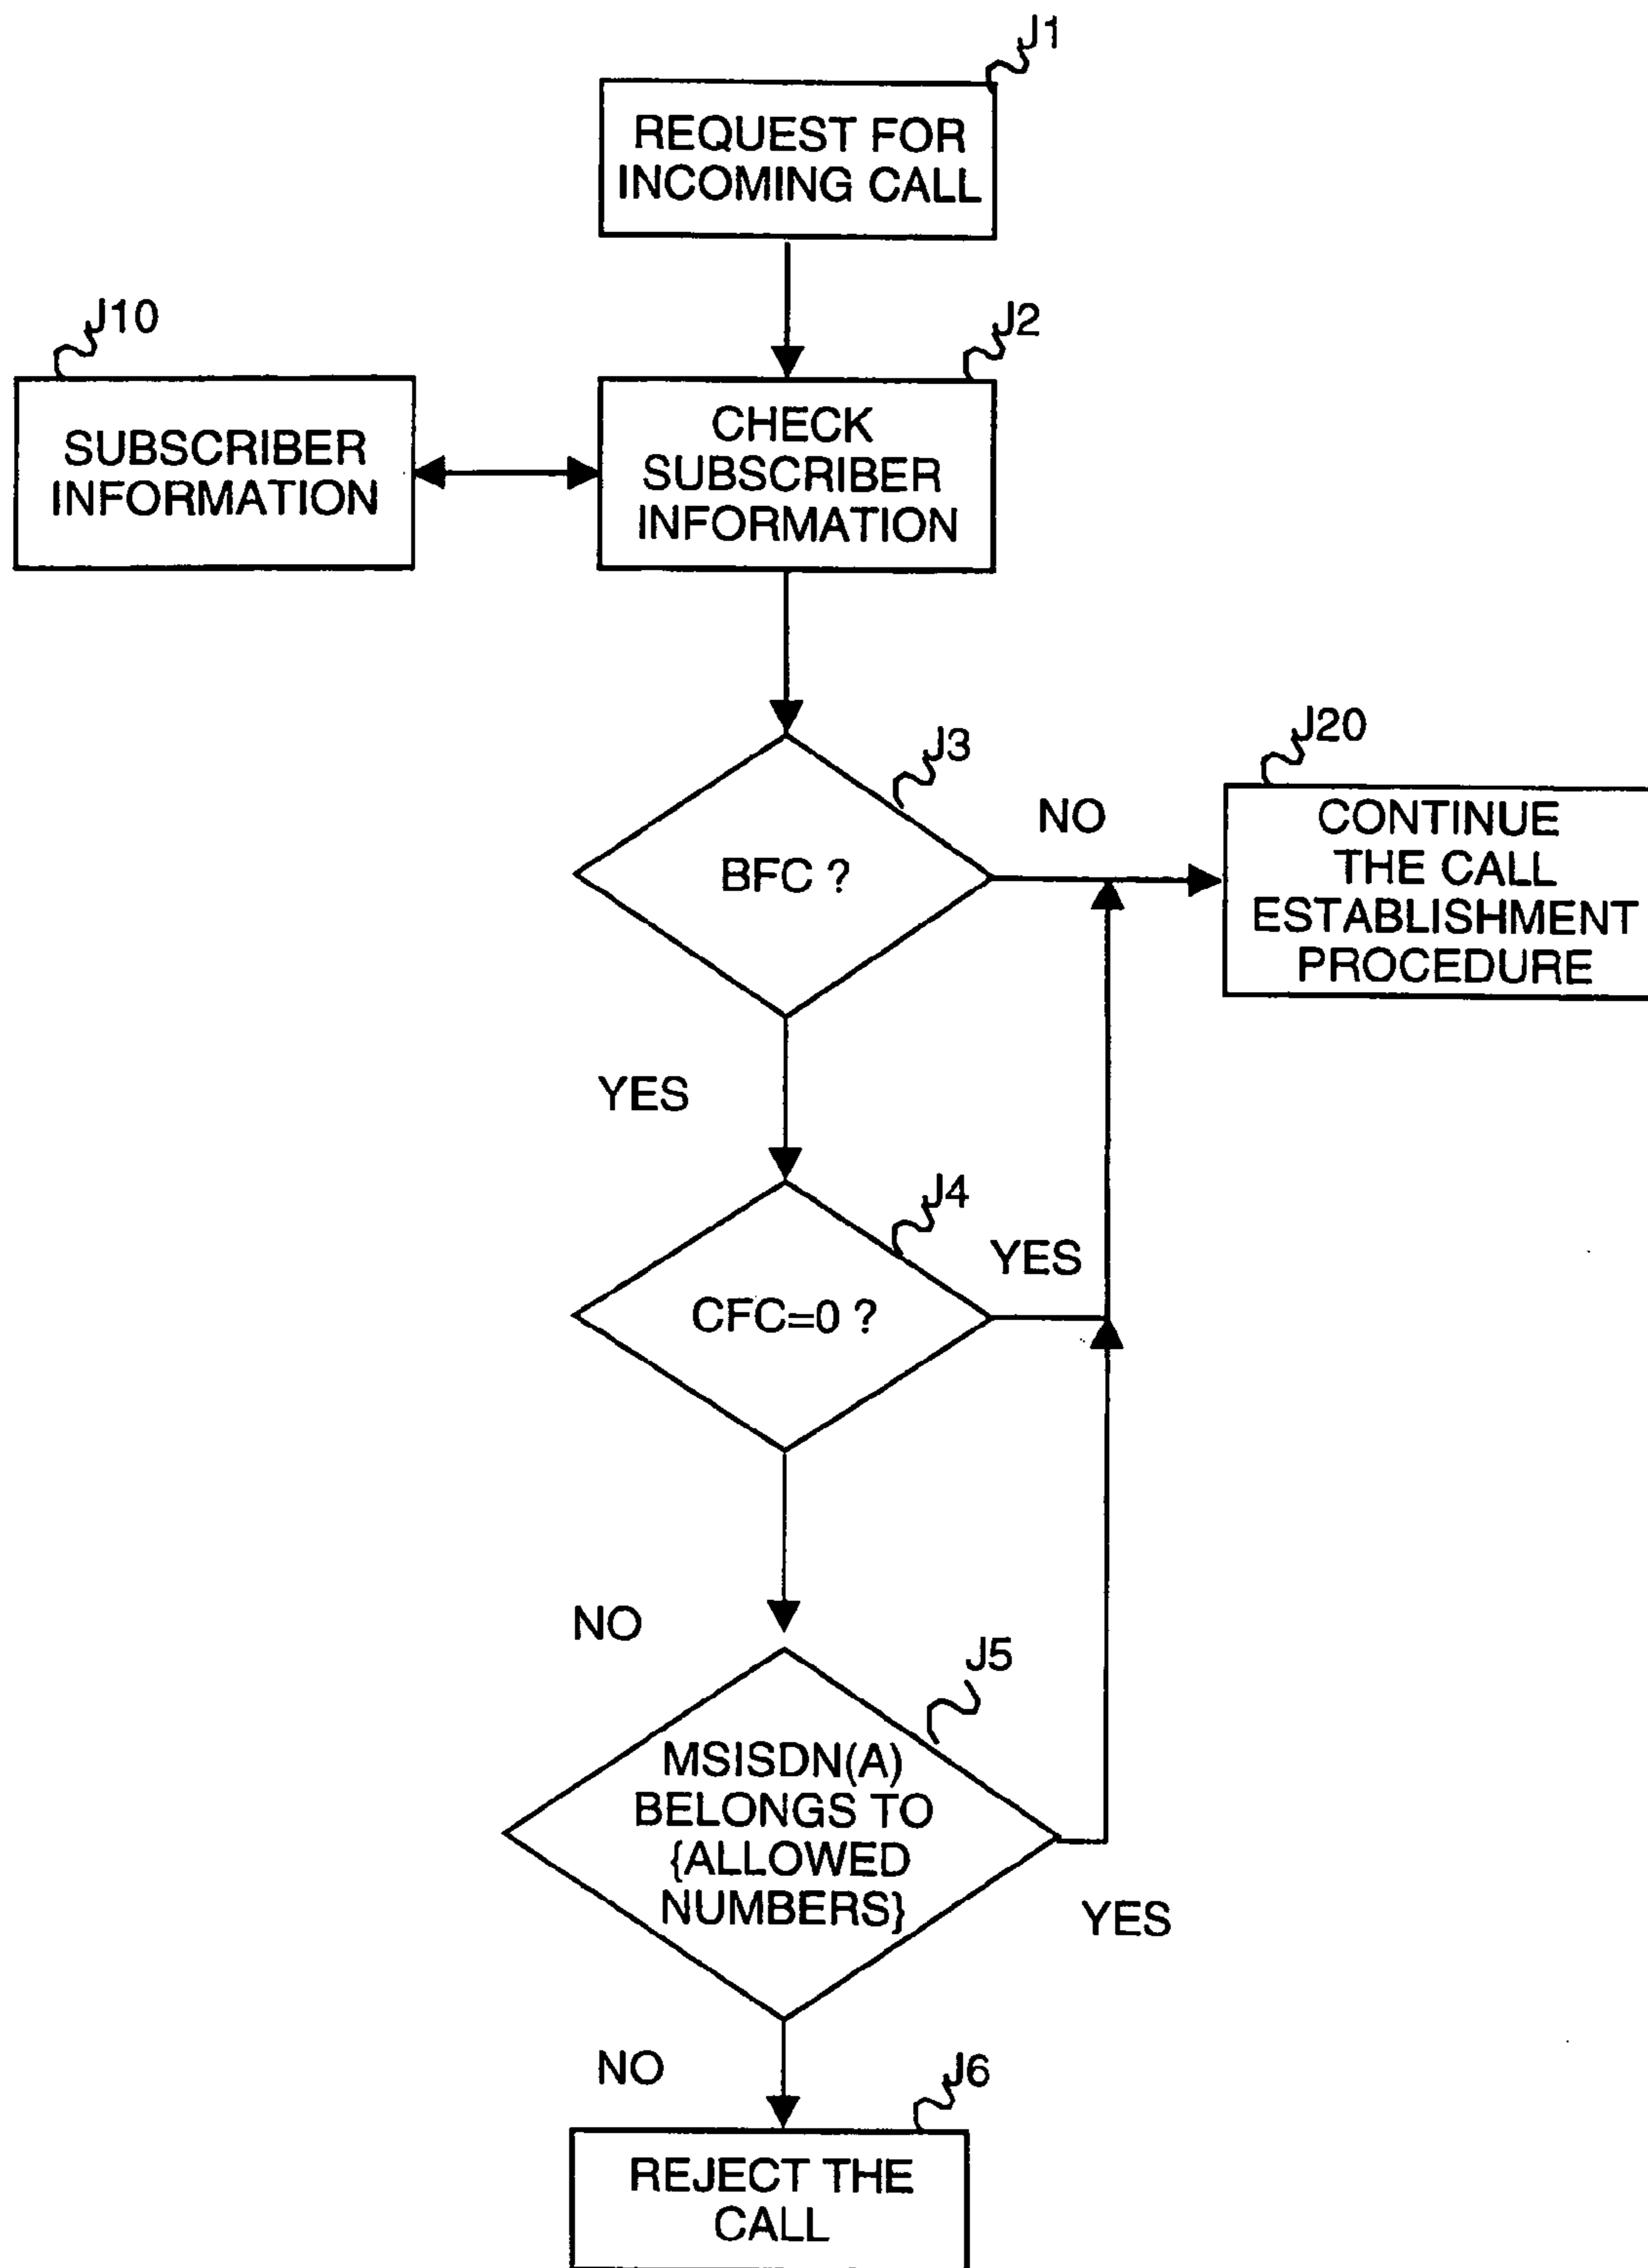 J1
REQUEST FOR
INCOMING CALL
J10
J2
SUBSCRIBER
INFORMATION
CHECK
SUBSCRIBER
INFORMATION
J3
J20
NO
BFC ?
CONTINUE
THE CALL
ESTABLISHMENT
PROCEDURE
YES
J4
YES
CFC=0 ?
NO
J5
MSISDN(A)
BELONGS TO
{ALLOWED
NUMBERS}
YES
NO
J6
REJECT THE
CALL